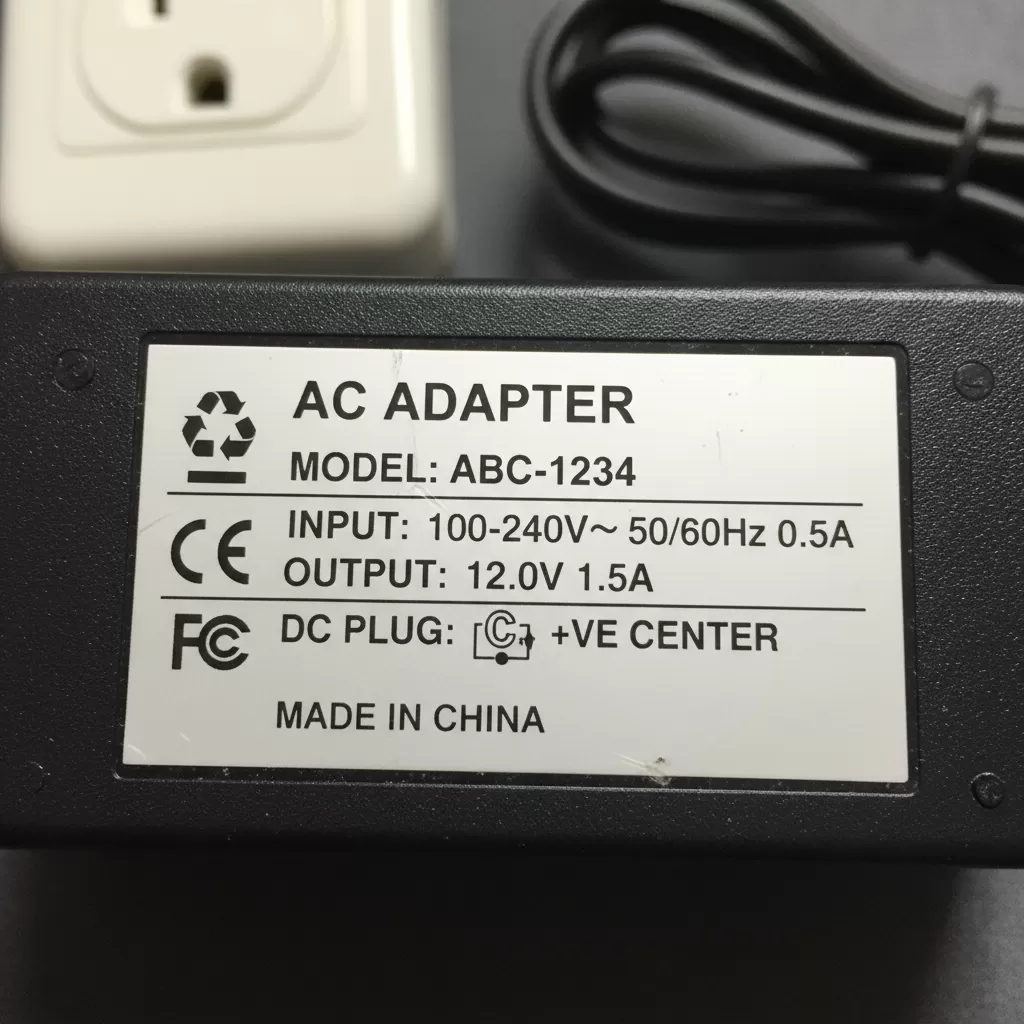 AC ADAPTER
MODEL: ABC-1234
INPUT: 100-240V~ 50/60Hz 0.5A
CE
OUTPUT: 12.0V 1.5A
FC
DC PLUG: +VE CENTER
MADE IN CHINA